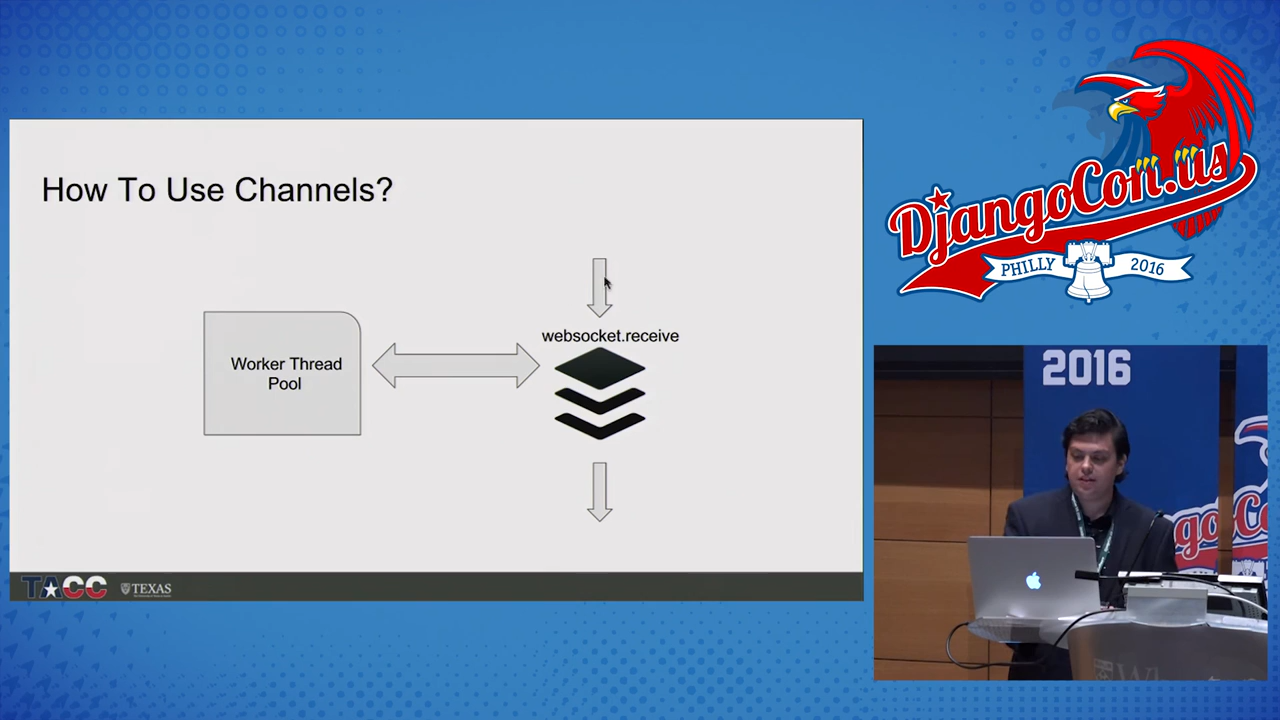 How To Use Channels?
websocket.receive
Worker Thread
Pool
TACC
TEXAS
DjangoCon.us
PHILLY
2016
2016